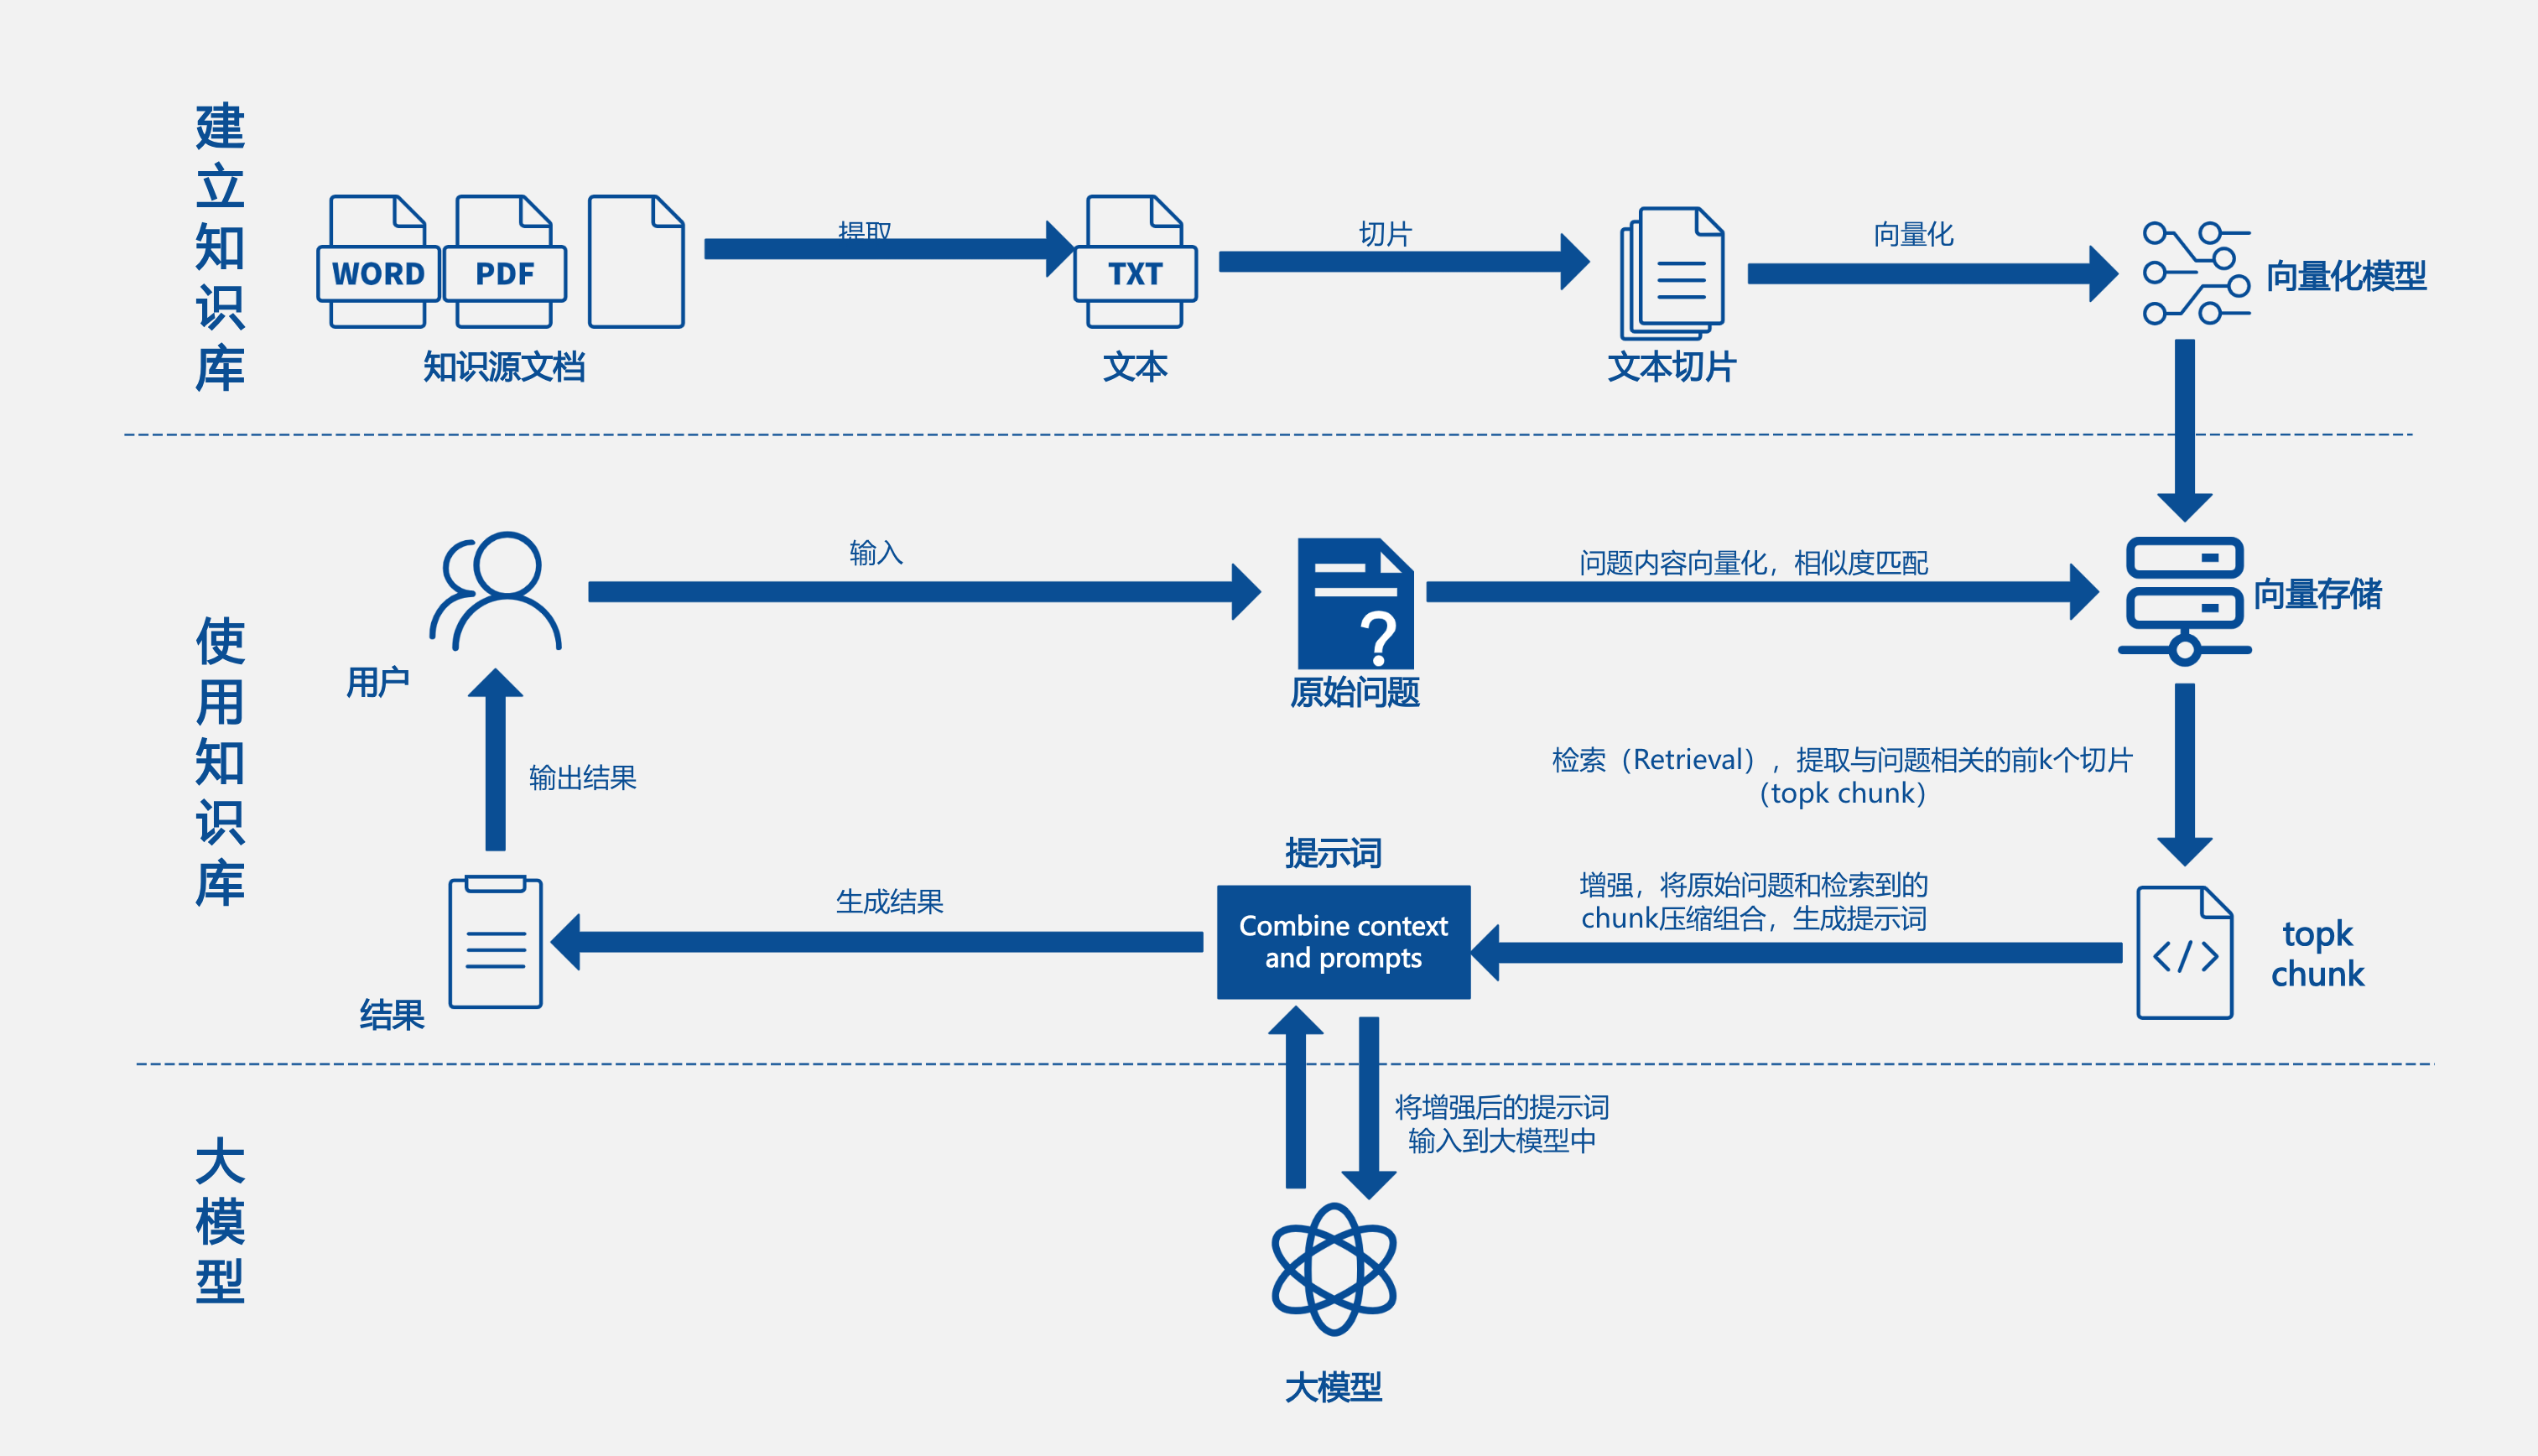 建立知识库
WORD
PDF
知识源文档
提取
TXT
文本
切片
文本切片
向量化
向量化模型
使用知识库
用户
输入
原始问题
?
问题内容向量化，相似度匹配
向量存储
检索（Retrieval），提取与问题相关的前k个切片
（topk chunk）
topk
chunk
增强，将原始问题和检索到的
chunk压缩组合，生成提示词
提示词
Combine context
and prompts
生成结果
结果
输出结果
大模型
将增强后的提示词
输入到大模型中
大模型